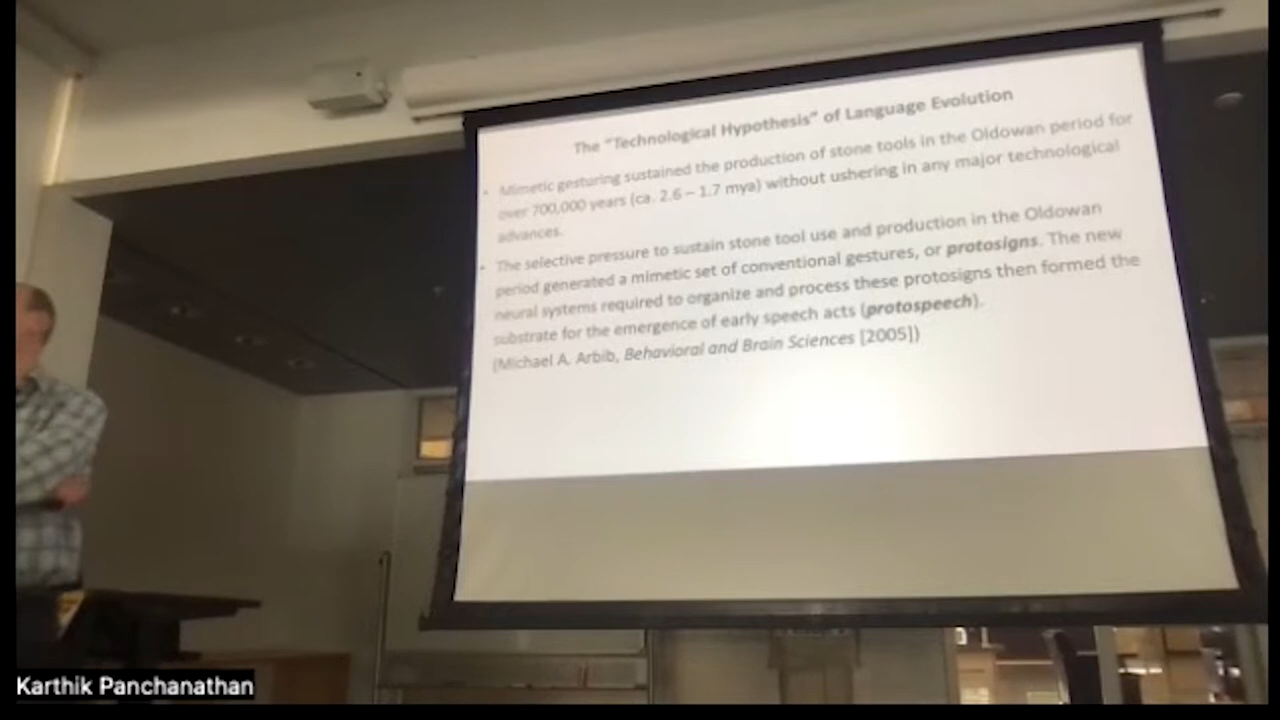 The "Technological Hypothesis" of Language Evolution
• Mimetic gesturing sustained the production of stone tools in the Oldowan period for
over 700,000 years (ca. 2.6 – 1.7 mya) without ushering in any major technological
advances.
• The selective pressure to sustain stone tool use and production in the Oldowan
period generated a mimetic set of conventional gestures, or protosigns. The new
neural systems required to organize and process these protosigns then formed the
substrate for the emergence of early speech acts (protospeech).
(Michael A. Arbib, Behavioral and Brain Sciences [2005])
Karthik Panchanathan